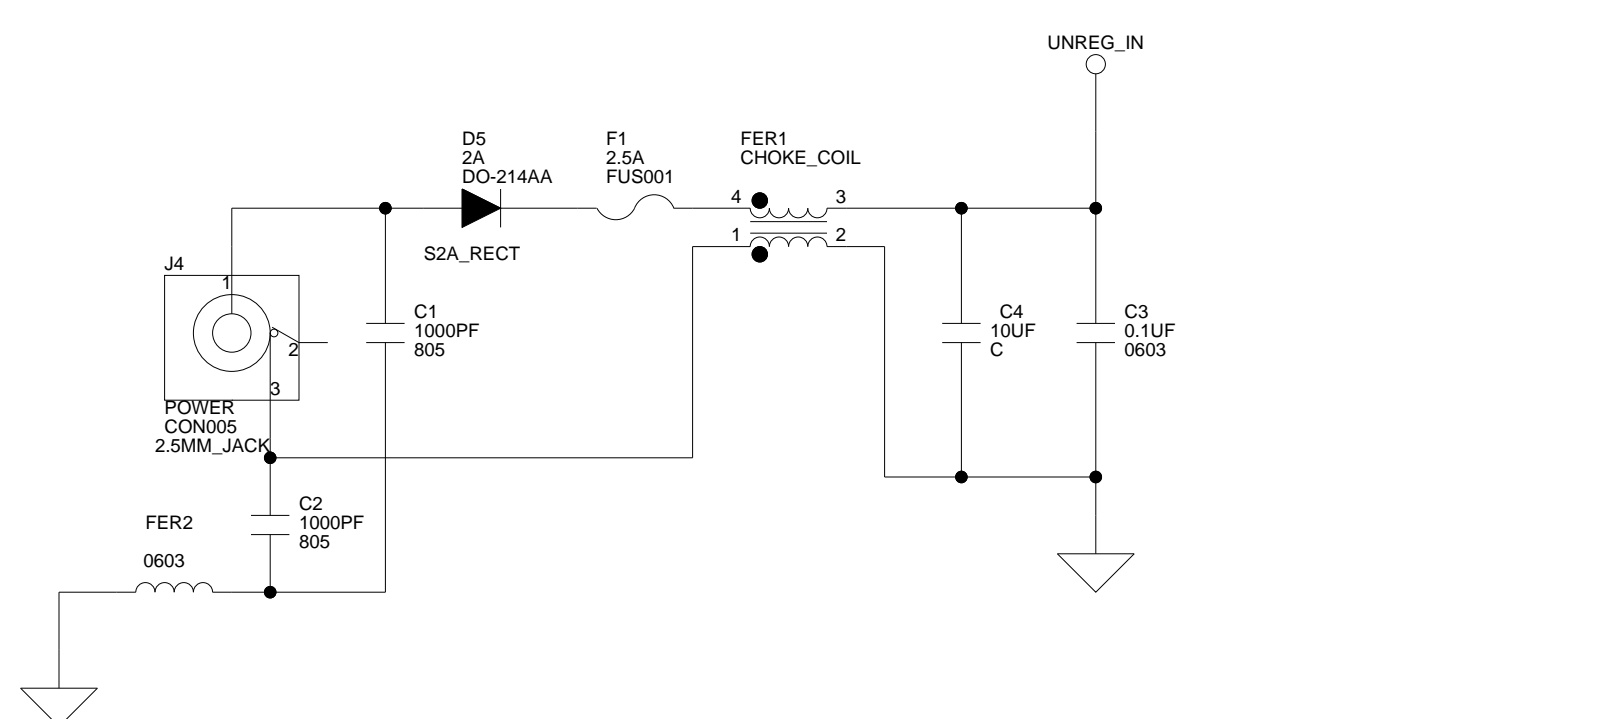 UNREG_IN
D5
2A
DO-214AA
F1
2.5A
FUS001
FER1
CHOKE_COIL
4
3
1
2
S2A_RECT
J4
1
2
3
POWER
CON005
2.5MM_JACK
C1
1000PF
805
C4
10UF
C
C3
0.1UF
0603
C2
1000PF
805
FER2
0603